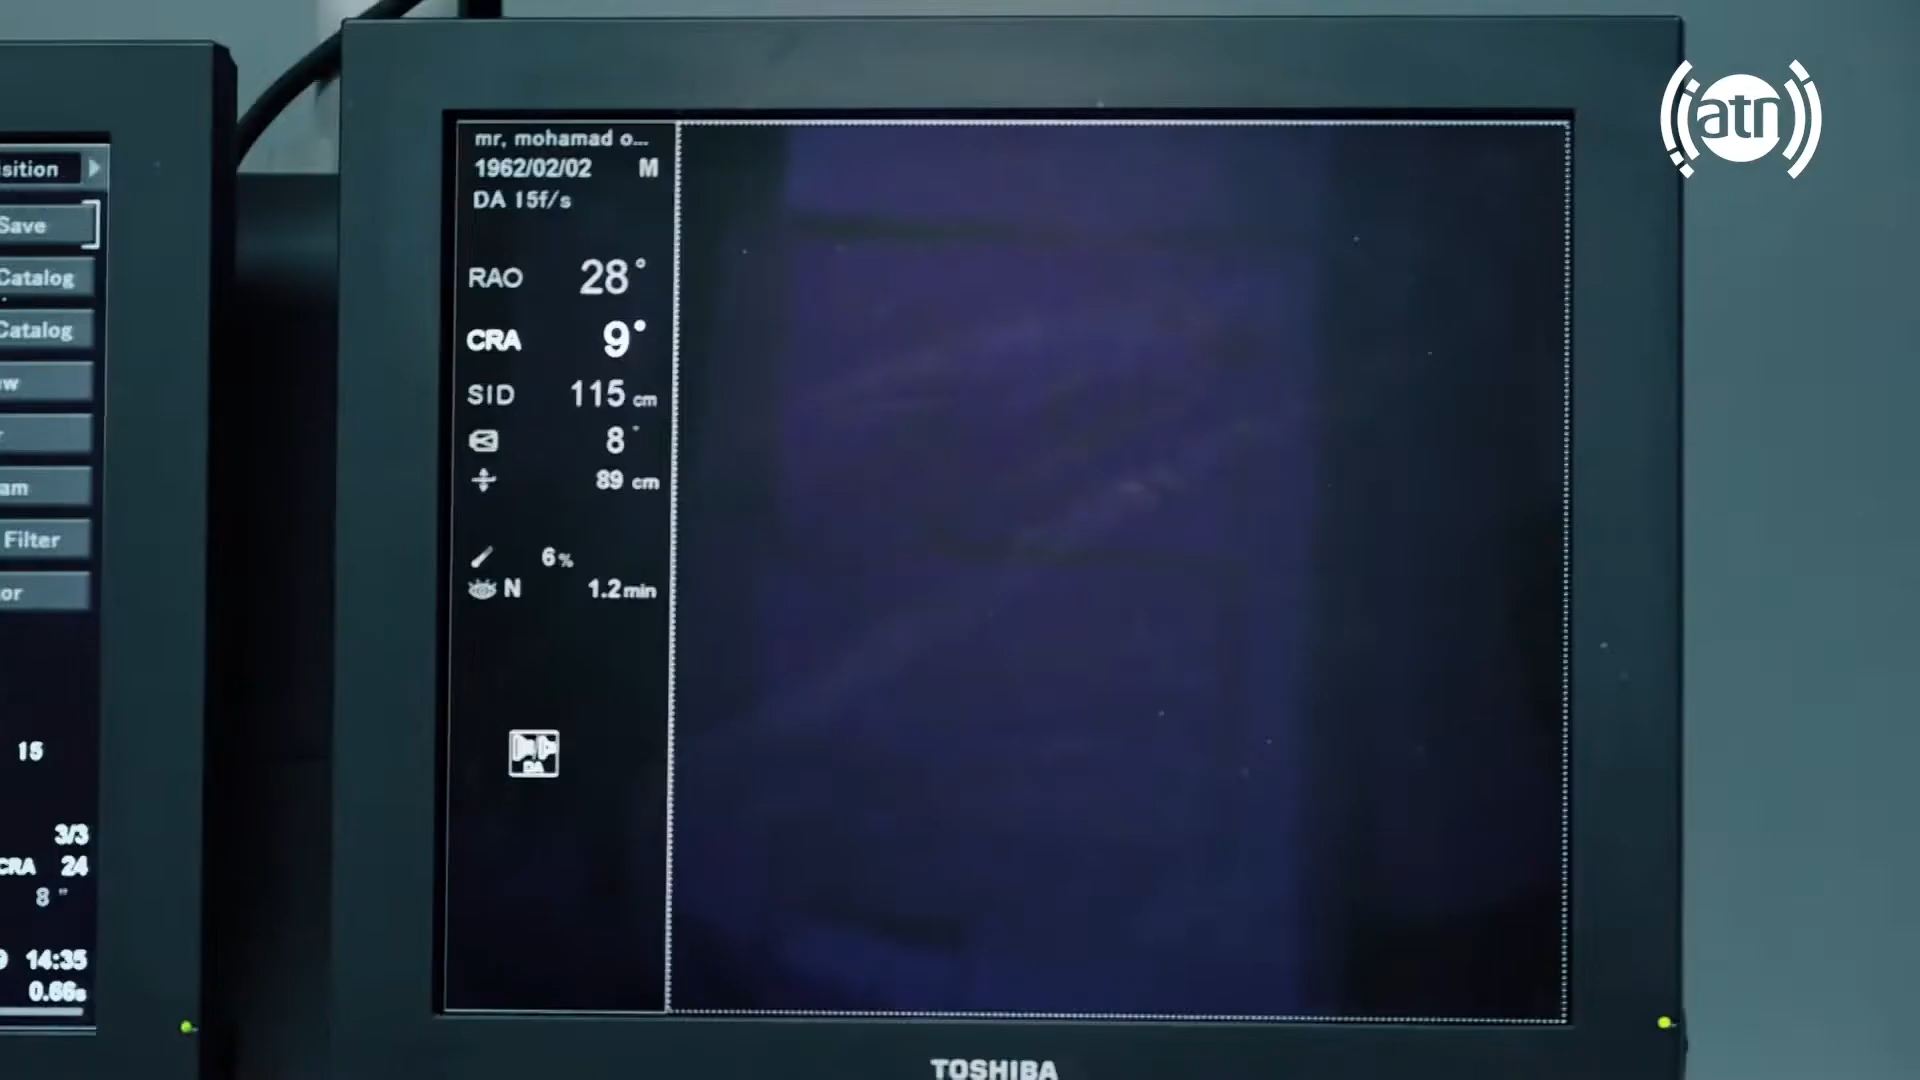 sition
Save
Catalog
Catalog
15
3/3
CRA 24
8 "
14:35
0.66s
mr, mohamad o...
1962/02/02 M
DA 15f/s
RAO 28°
CRA 9°
SID 115 cm
8"
89 cm
6%
N 1.2min
DA
TOSHIBA
Filter
atn